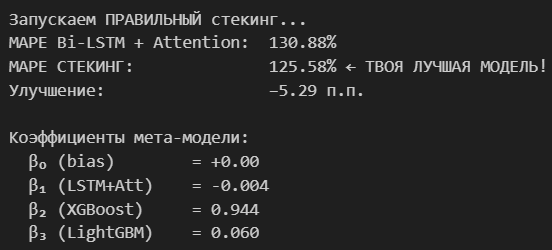 Запускаем ПРАВИЛЬНЫЙ стекинг...
MAPE Bi-LSTM + Attention: 130.88%
MAPE СТЕКИНГ: 125.58% ← ТВОЯ ЛУЧШАЯ МОДЕЛЬ!
Улучшение: −5.29 п.п.
Коэффициенты мета-модели:
β₀ (bias) = +0.00
β₁ (LSTM+Att) = -0.004
β₂ (XGBoost) = 0.944
β₃ (LightGBM) = 0.060